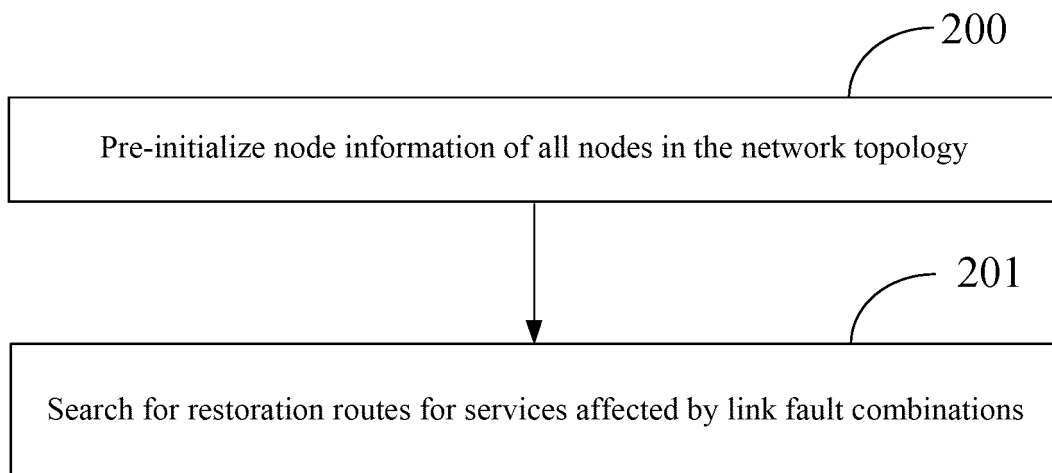 200
Pre-initialize node information of all nodes in the network topology
201
Search for restoration routes for services affected by link fault combinations